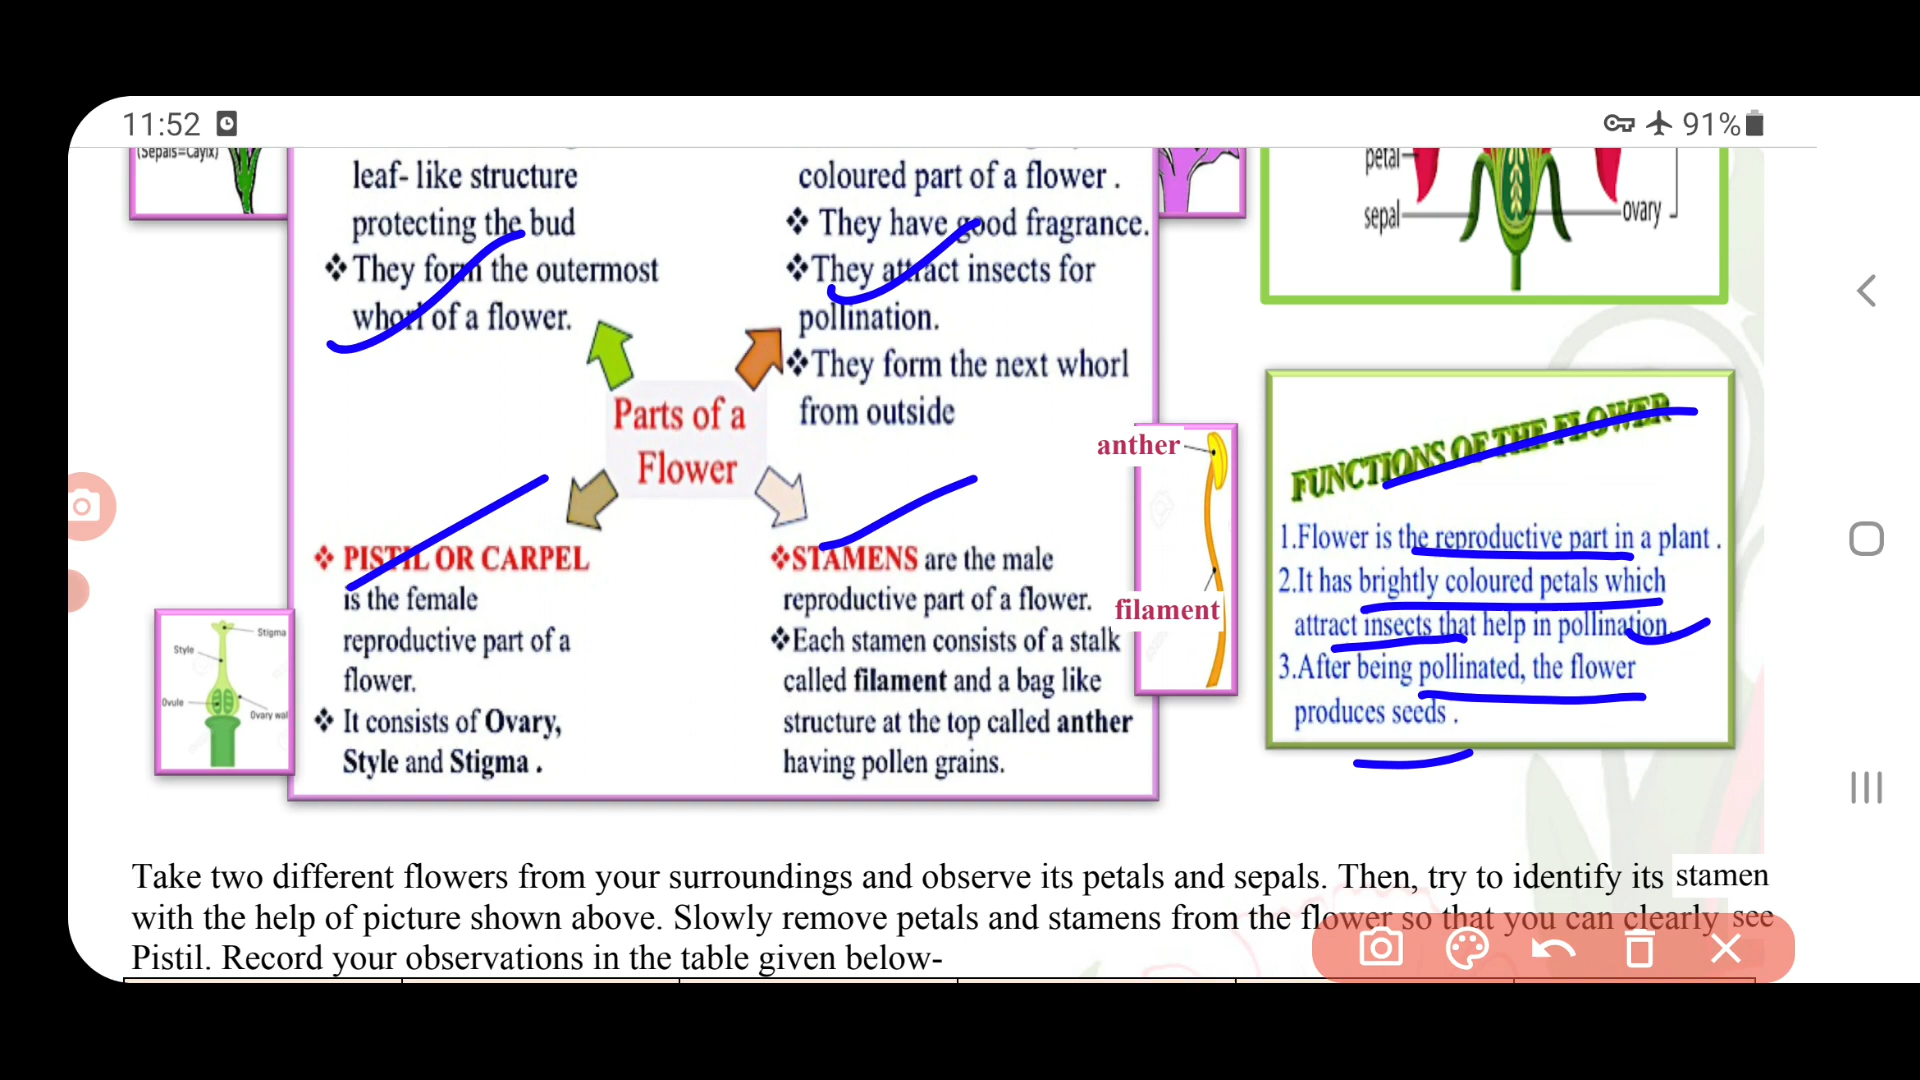 11:52
91%
(Sepals=Caylx)
leaf- like structure
protecting the bud
❖ They form the outermost
whorl of a flower.
coloured part of a flower .
❖ They have good fragrance.
❖They attract insects for
pollination.
❖They form the next whorl
from outside
Parts of a
Flower
❖ PISTIL OR CARPEL
is the female
reproductive part of a
flower.
❖ It consists of Ovary,
Style and Stigma .
❖STAMENS are the male
reproductive part of a flower.
❖Each stamen consists of a stalk
called filament and a bag like
structure at the top called anther
having pollen grains.
Stigma
Style
Ovule
Ovary wal
anther
filament
petal
sepal
ovary
FUNCTIONS OF THE FLOWER
1.Flower is the reproductive part in a plant .
2.It has brightly coloured petals which
attract insects that help in pollination.
3.After being pollinated, the flower
produces seeds .
Take two different flowers from your surroundings and observe its petals and sepals. Then, try to identify its stamen
with the help of picture shown above. Slowly remove petals and stamens from the flower so that you can clearly see
Pistil. Record your observations in the table given below-